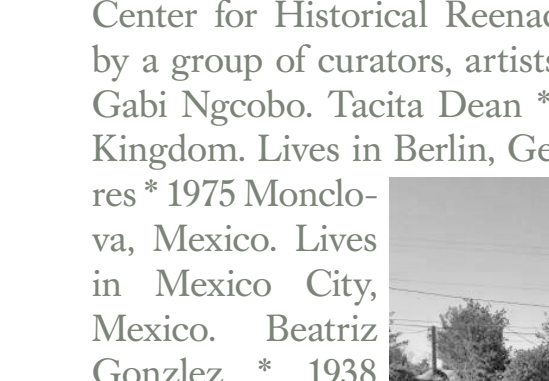 Center for Historical Reenac
by a group of curators, artists
Gabi Ngcobo. Tacita Dean *
Kingdom. Lives in Berlin, Ge
res * 1975 Monclo-
va, Mexico. Lives
in Mexico City,
Mexico. Beatriz
Gonzlez * 1938